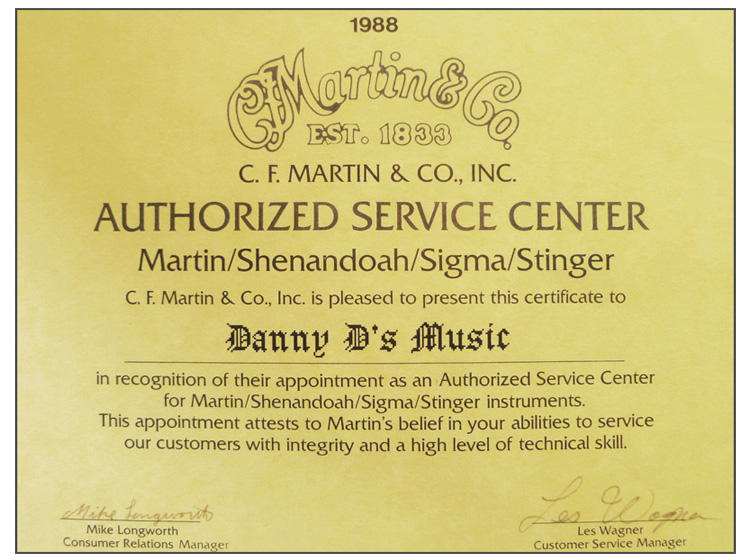 1988
C.F. Martin & Co.
EST. 1833
C. F. MARTIN & CO., INC.
AUTHORIZED SERVICE CENTER
Martin/Shenandoah/Sigma/Stinger
C. F. Martin & Co., Inc. is pleased to present this certificate to
Danny D's Music
in recognition of their appointment as an Authorized Service Center
for Martin/Shenandoah/Sigma/Stinger instruments.
This appointment attests to Martin's belief in your abilities to service
our customers with integrity and a high level of technical skill.
Mike Longworth
Mike Longworth
Consumer Relations Manager
Les Wagner
Les Wagner
Customer Service Manager